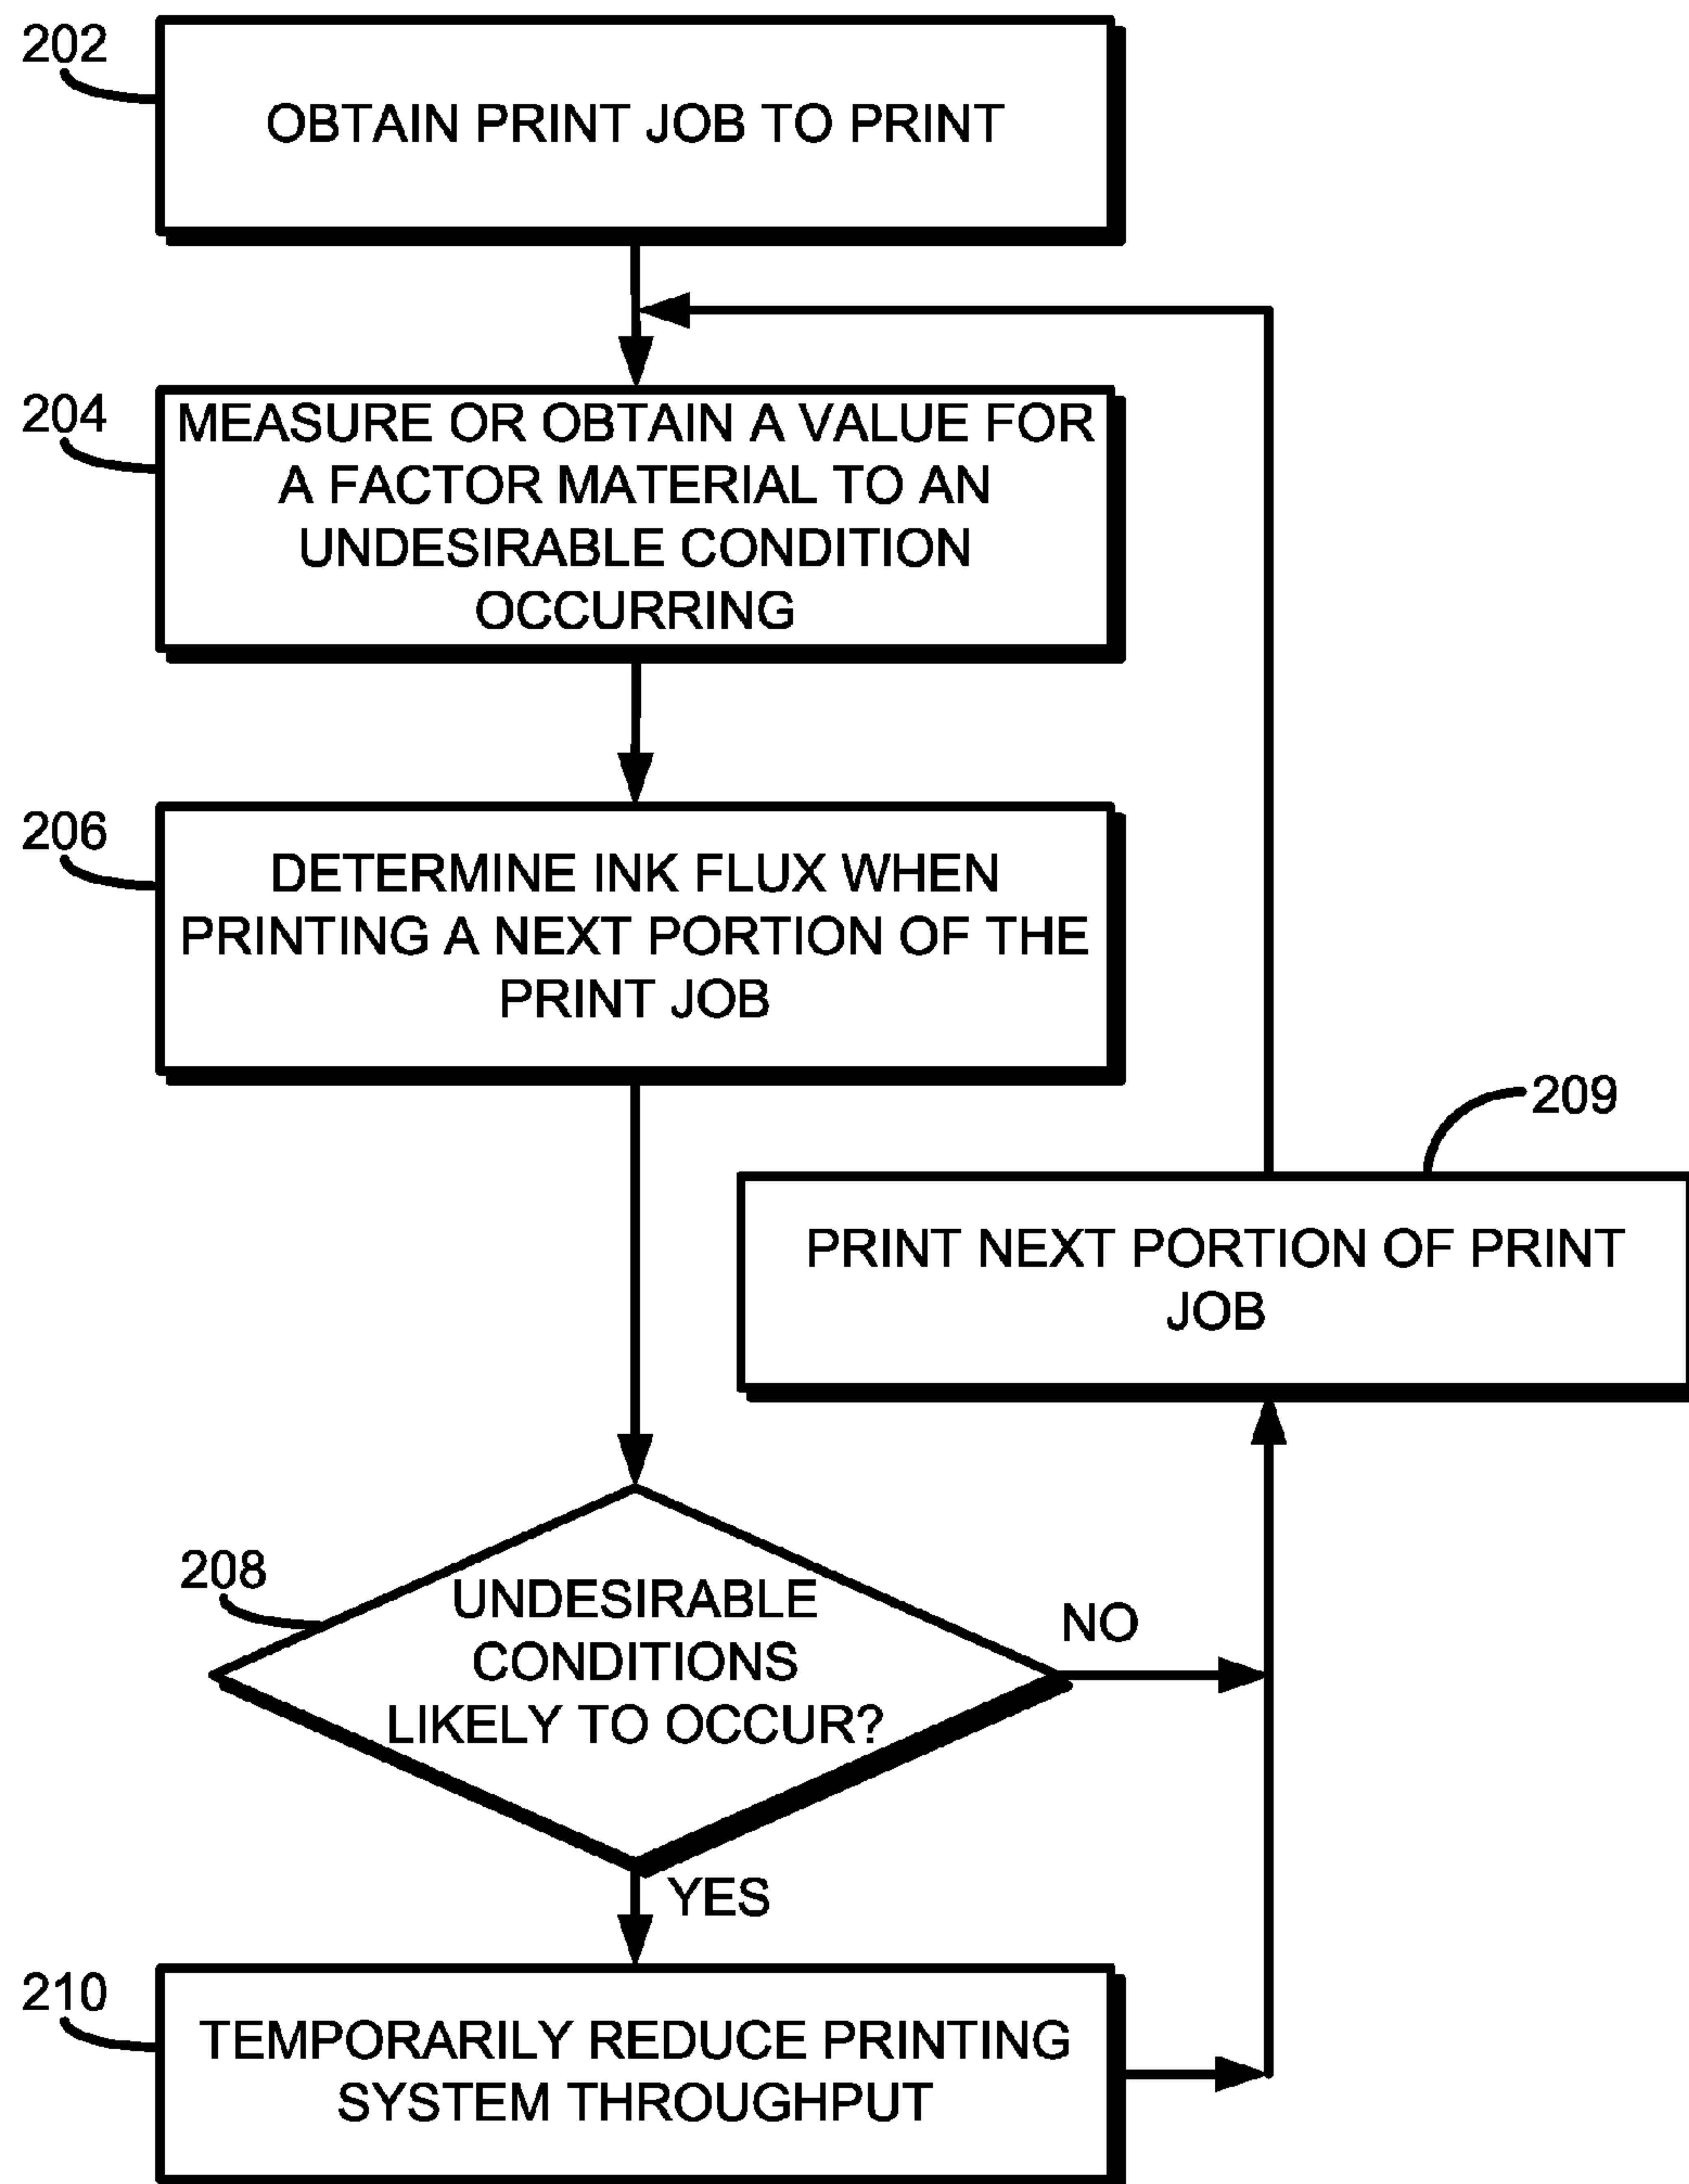 202
OBTAIN PRINT JOB TO PRINT
204
MEASURE OR OBTAIN A VALUE FOR
A FACTOR MATERIAL TO AN
UNDESIRABLE CONDITION
OCCURRING
206
DETERMINE INK FLUX WHEN
PRINTING A NEXT PORTION OF THE
PRINT JOB
209
PRINT NEXT PORTION OF PRINT
JOB
208
UNDESIRABLE
CONDITIONS
LIKELY TO OCCUR?
NO
YES
210
TEMPORARILY REDUCE PRINTING
SYSTEM THROUGHPUT